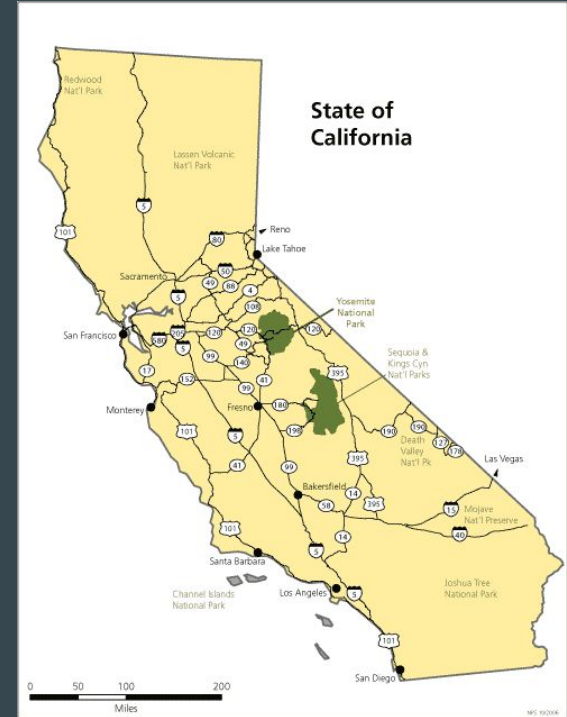 State of
California
Redwood
Nat'l Park
Lassen Volcanic
Nat'l Park
5
101
80
Reno
Lake Tahoe
50
Sacramento
49
88
5
4
108
Yosemite
National
Park
San Francisco
580
205
5
120
120
49
120
99
140
Sequoia &
Kings Cyn
Nat'l Parks
17
152
41
395
99
Monterey
Fresno
180
101
5
198
190
190
127
178
Death
Valley
Nat'l Pk
41
99
395
Las Vegas
Bakersfield
14
58
395
15
Mojave
Nat'l Preserve
101
14
40
5
Santa Barbara
Channel Islands
National Park
Los Angeles
5
Joshua Tree
National Park
101
San Diego
0 50 100 200
Miles
NPS 10/2006